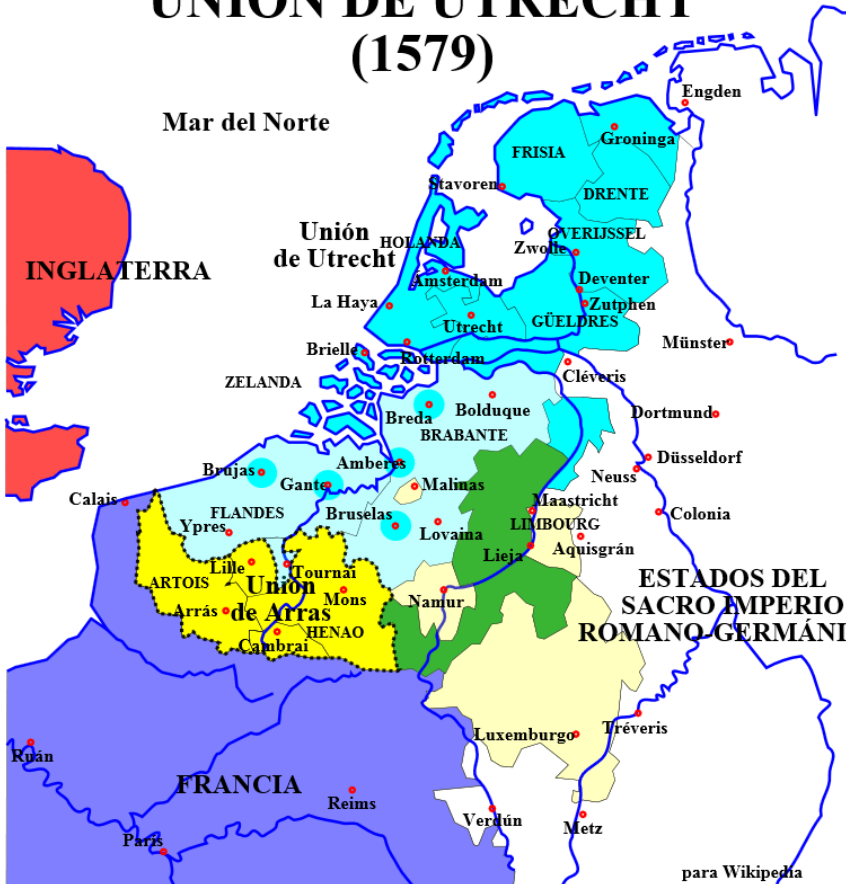 UNIÓN DE UTRECHT
(1579)
Engden
Mar del Norte
Groninga
FRISIA
Stavoren
DRENTE
Unión
de Utrecht
HOLANDA
OVERIJSSEL
Zwolle
INGLATERRA
Ámsterdam
Deventer
La Haya
Zutphen
Utrecht
GÜELDRES
Brielle
Rotterdam
Münster
Cléveris
ZELANDA
Breda
Bolduque
Dortmund
BRABANTE
Brujas
Amberes
Düsseldorf
Gante
Malinas
Neuss
Calais
Maastricht
FLANDES
Bruselas
LIMBOURG
Colonia
Ypres
Lovaina
Lieja
Aquisgrán
Lille
Tournai
ARTOIS
Unión
de Arras
Mons
Namur
ESTADOS DEL
SACRO IMPERIO
ROMANO-GERMÁNI
Arrás
HENAO
Cambrai
Luxemburgo
Tréveris
Ruán
FRANCIA
Reims
Verdún
Metz
París
para Wikipedia